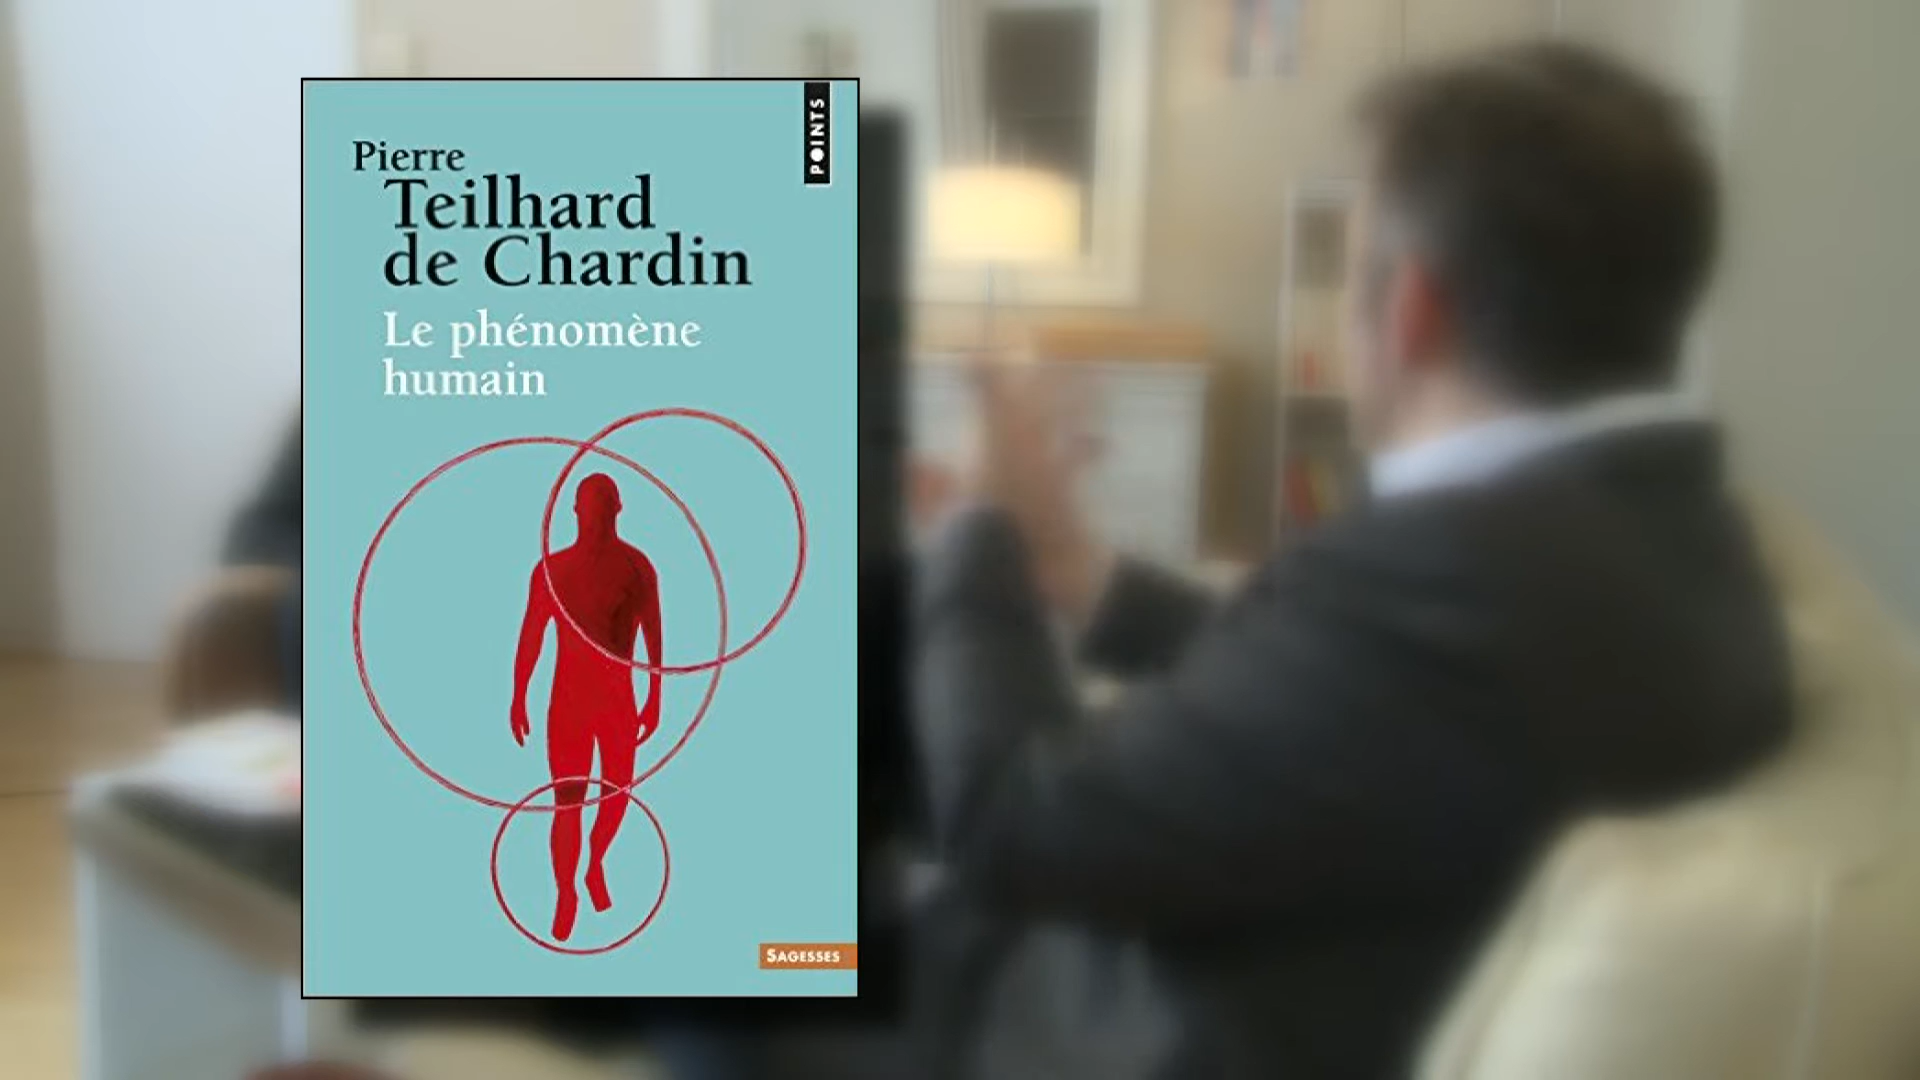 POINTS
Pierre
Teilhard
de Chardin
Le phénomène
humain
SAGESSES